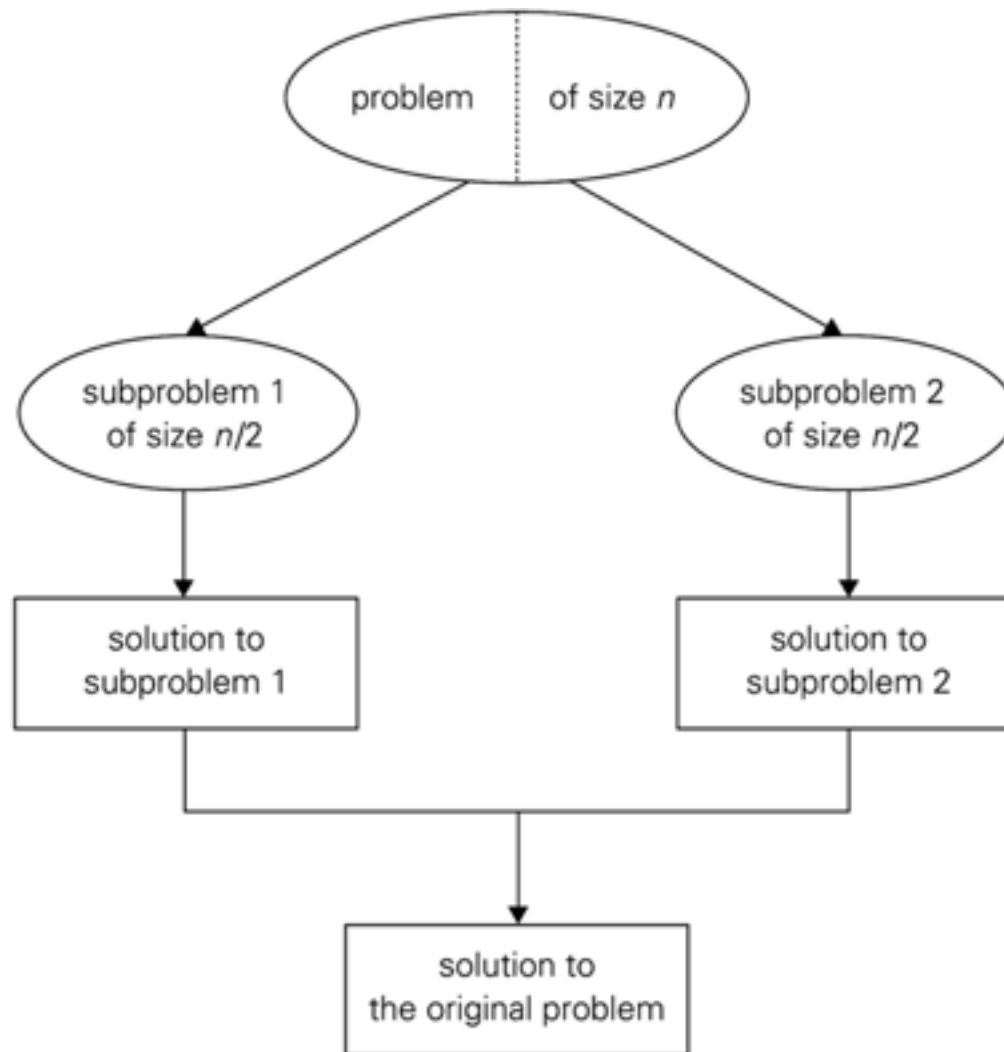 problem of size n
subproblem 1
of size n/2
subproblem 2
of size n/2
solution to
subproblem 1
solution to
subproblem 2
solution to
the original problem